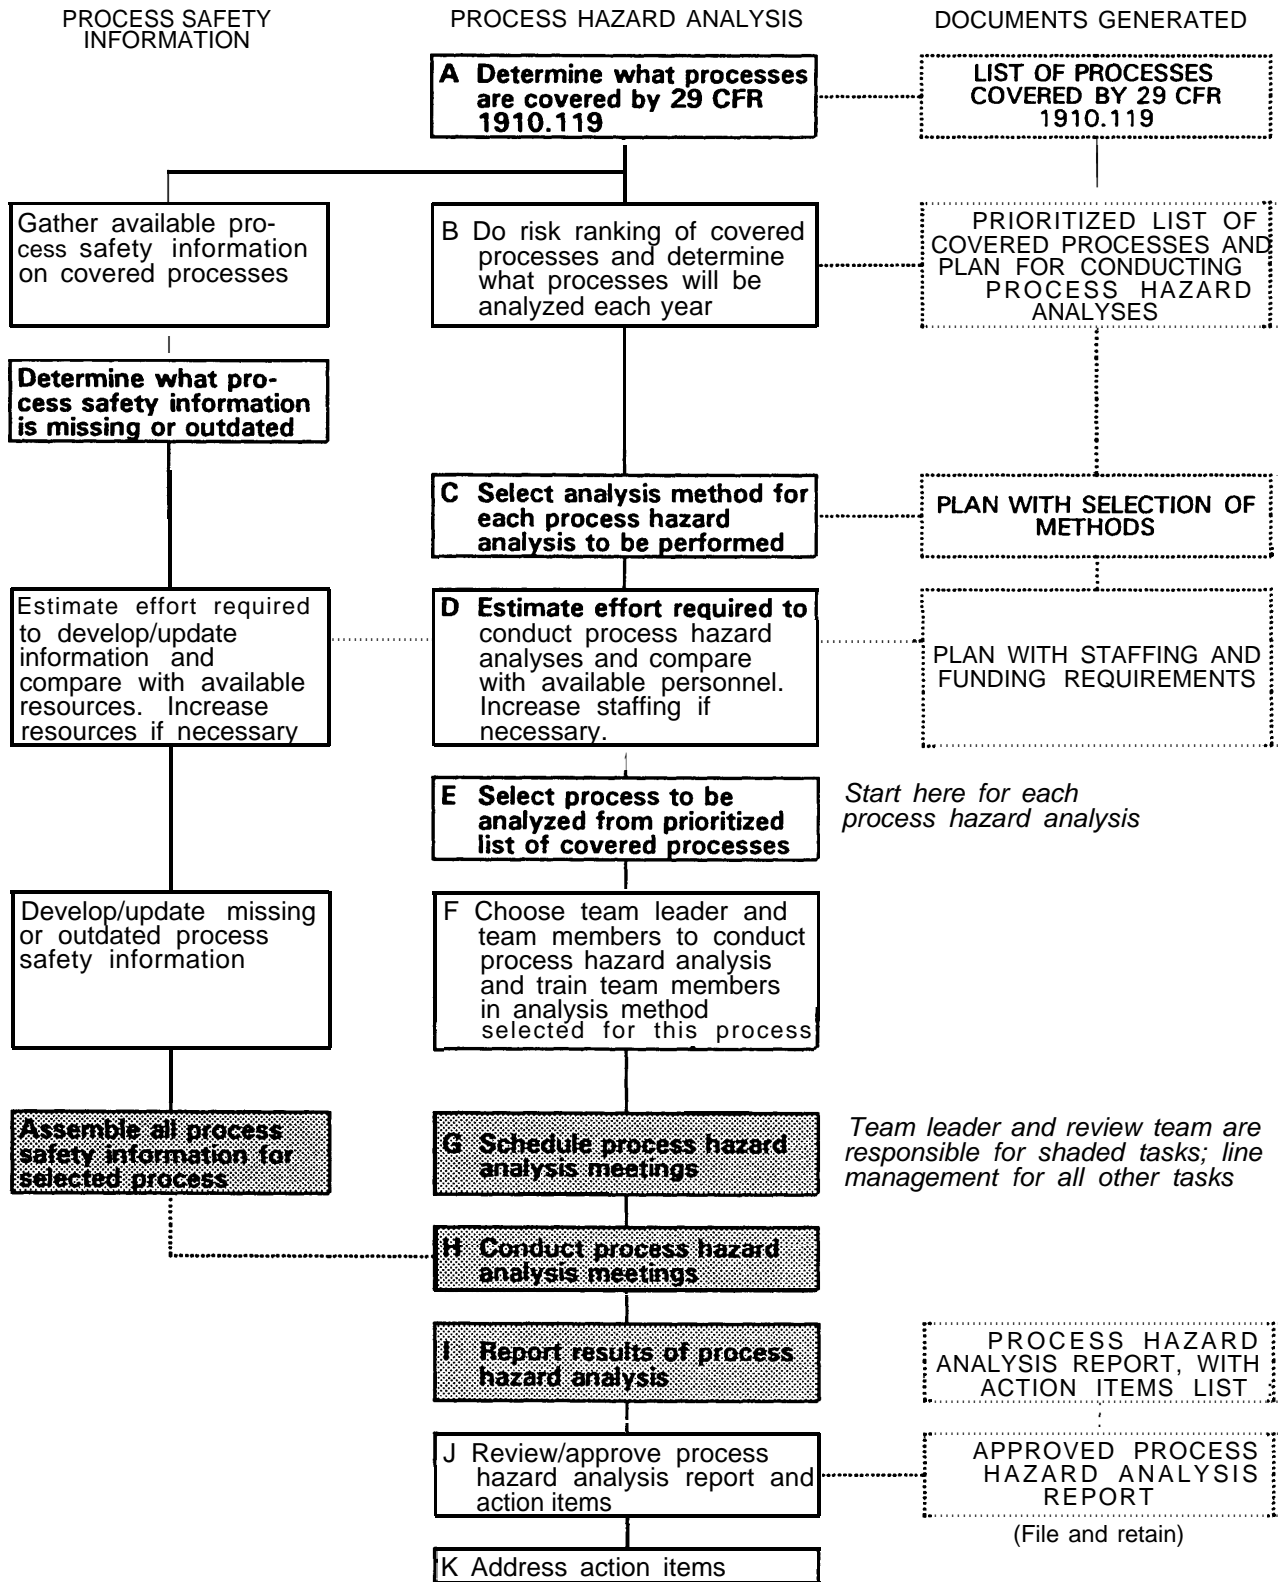 PROCESS SAFETY
INFORMATION
PROCESS HAZARD ANALYSIS
DOCUMENTS GENERATED
A Determine what processes
are covered by 29 CFR
1910.119
LIST OF PROCESSES
COVERED BY 29 CFR
1910.119
Gather available pro-
cess safety information
on covered processes
B Do risk ranking of covered
processes and determine
what processes will be
analyzed each year
PRIORITIZED LIST OF
COVERED PROCESSES AND
PLAN FOR CONDUCTING
PROCESS HAZARD
ANALYSES
Determine what pro-
cess safety information
is missing or outdated
C Select analysis method for
each process hazard
analysis to be performed
PLAN WITH SELECTION OF
METHODS
Estimate effort required
to develop/update
information and
compare with available
resources. Increase
resources if necessary
D Estimate effort required to
conduct process hazard
analyses and compare
with available personnel.
Increase staffing if
necessary.
PLAN WITH STAFFING AND
FUNDING REQUIREMENTS
E Select process to be
analyzed from prioritized
list of covered processes
Start here for each
process hazard analysis
Develop/update missing
or outdated process
safety information
F Choose team leader and
team members to conduct
process hazard analysis
and train team members
in analysis method
selected for this process
Assemble all process
safety information for
selected process
G Schedule process hazard
analysis meetings
Team leader and review team are
responsible for shaded tasks; line
management for all other tasks
H Conduct process hazard
analysis meetings
I Report results of process
hazard analysis
PROCESS HAZARD
ANALYSIS REPORT, WITH
ACTION ITEMS LIST
J Review/approve process
hazard analysis report and
action items
APPROVED PROCESS
HAZARD ANALYSIS
REPORT
(File and retain)
K Address action items